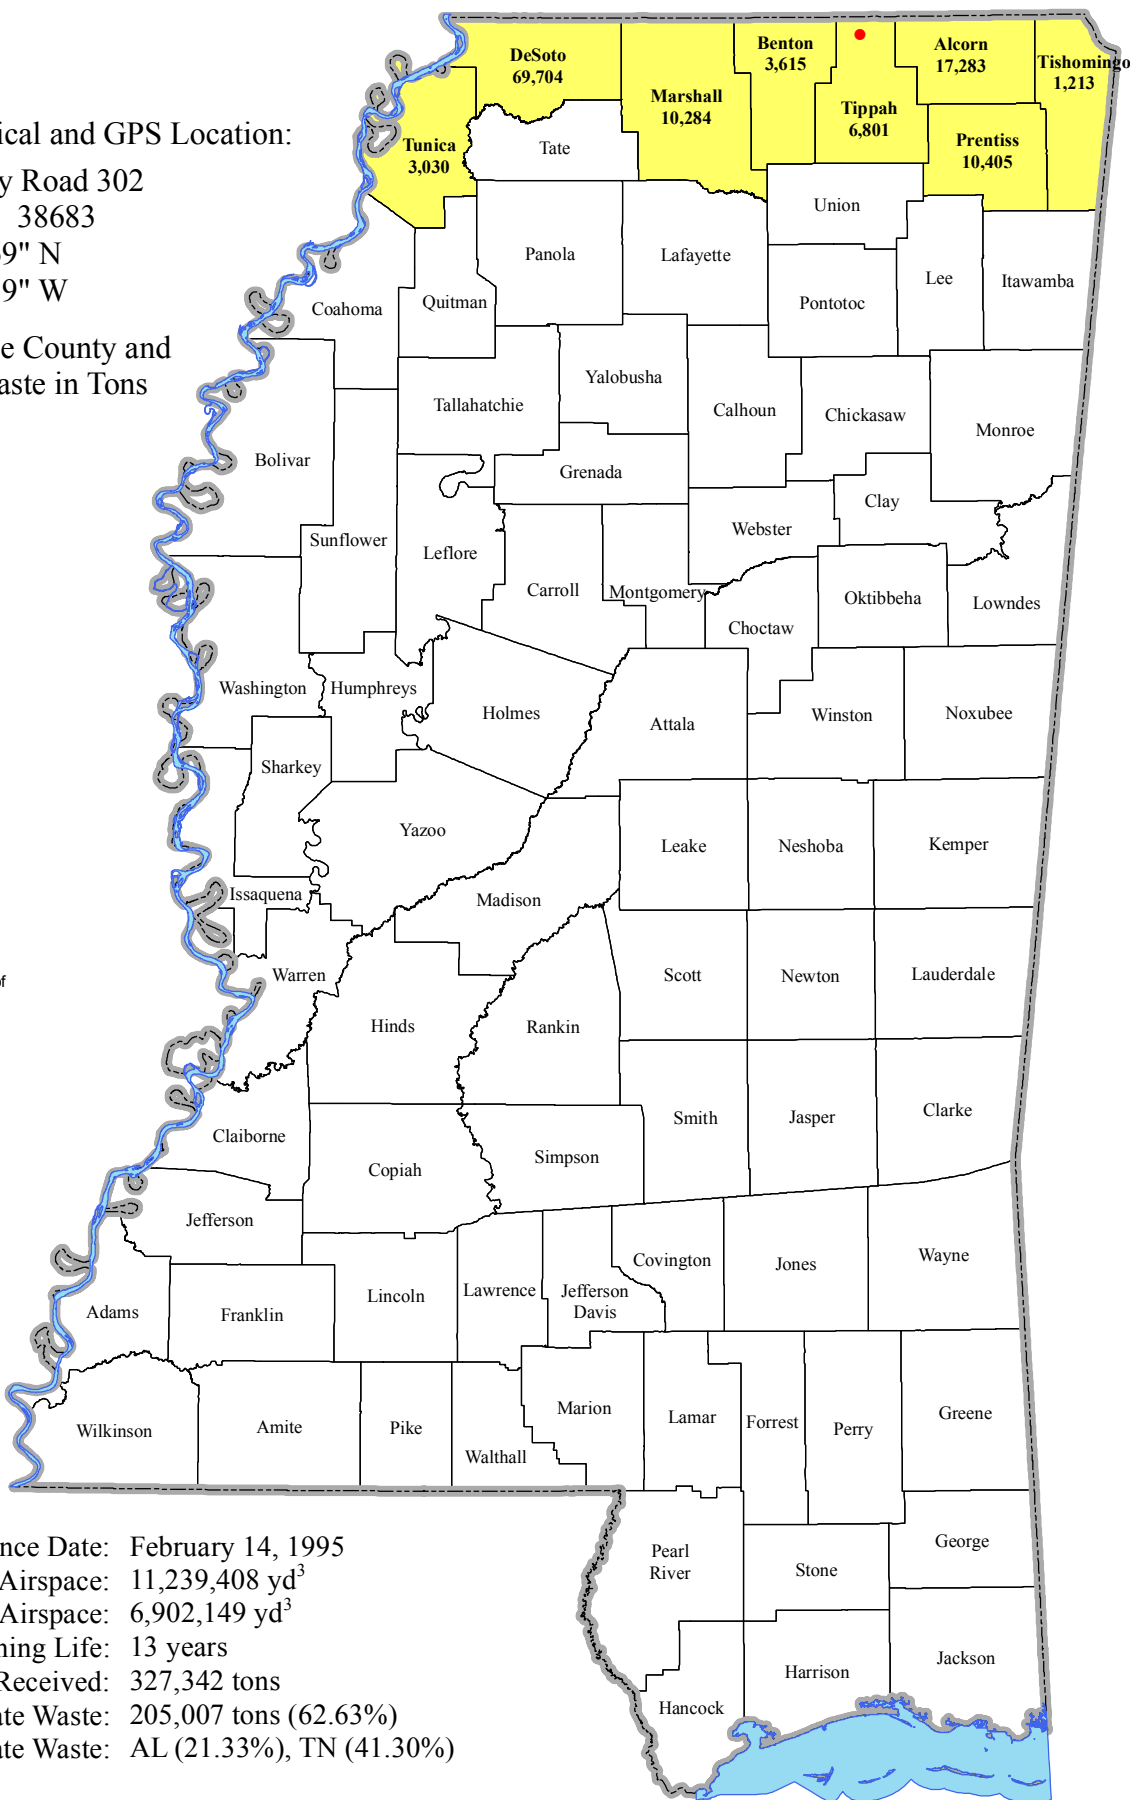 DeSoto
69,704
Benton
3,615
Alcorn
17,283
Tishomingo
1,213
Marshall
10,284
Tippah
6,801
Prentiss
10,405
Tunica
3,030
ical and GPS Location:
y Road 302
38683
9" N
9" W
e County and
aste in Tons
Tate
Union
Panola
Lafayette
Lee
Itawamba
Coahoma
Quitman
Pontotoc
Yalobusha
Tallahatchie
Calhoun
Chickasaw
Monroe
Bolivar
Grenada
Clay
Sunflower
Leflore
Webster
Carroll
Montgomery
Oktibbeha
Lowndes
Choctaw
Washington
Humphreys
Holmes
Attala
Winston
Noxubee
Sharkey
Yazoo
Leake
Neshoba
Kemper
Issaquena
Madison
Warren
Scott
Newton
Lauderdale
of
Hinds
Rankin
Smith
Jasper
Clarke
Claiborne
Copiah
Simpson
Jefferson
Covington
Jones
Wayne
Adams
Franklin
Lincoln
Lawrence
Jefferson
Davis
Wilkinson
Amite
Pike
Walthall
Marion
Lamar
Forrest
Perry
Greene
Pearl
River
Stone
George
Hancock
Harrison
Jackson
nce Date: February 14, 1995
Airspace: 11,239,408 yd³
Airspace: 6,902,149 yd³
ning Life: 13 years
Received: 327,342 tons
ate Waste: 205,007 tons (62.63%)
ate Waste: AL (21.33%), TN (41.30%)